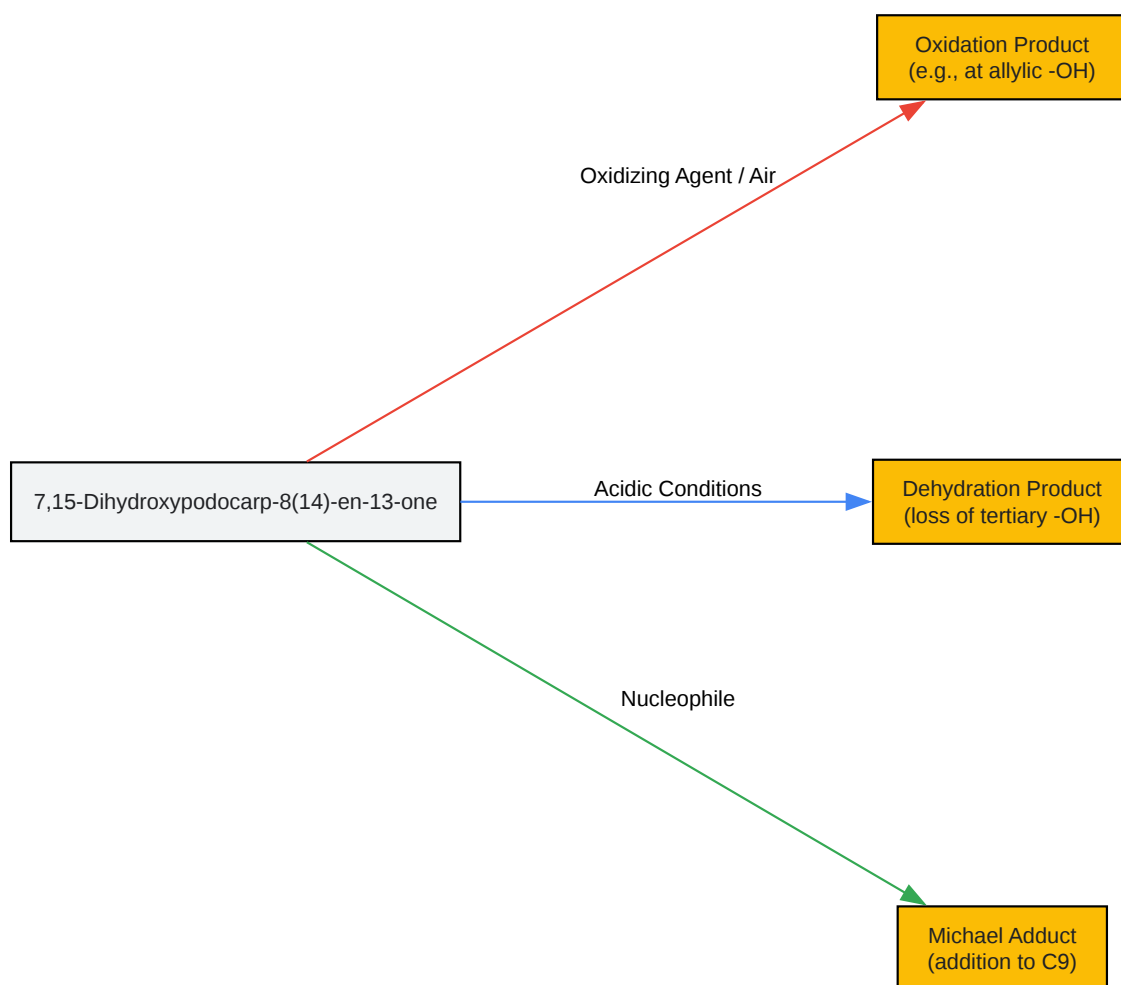 Oxidation Product
(e.g., at allylic -OH)
Oxidizing Agent / Air
7,15-Dihydroxypodocarp-8(14)-en-13-one
Acidic Conditions
Dehydration Product
(loss of tertiary -OH)
Nucleophile
Michael Adduct
(addition to C9)